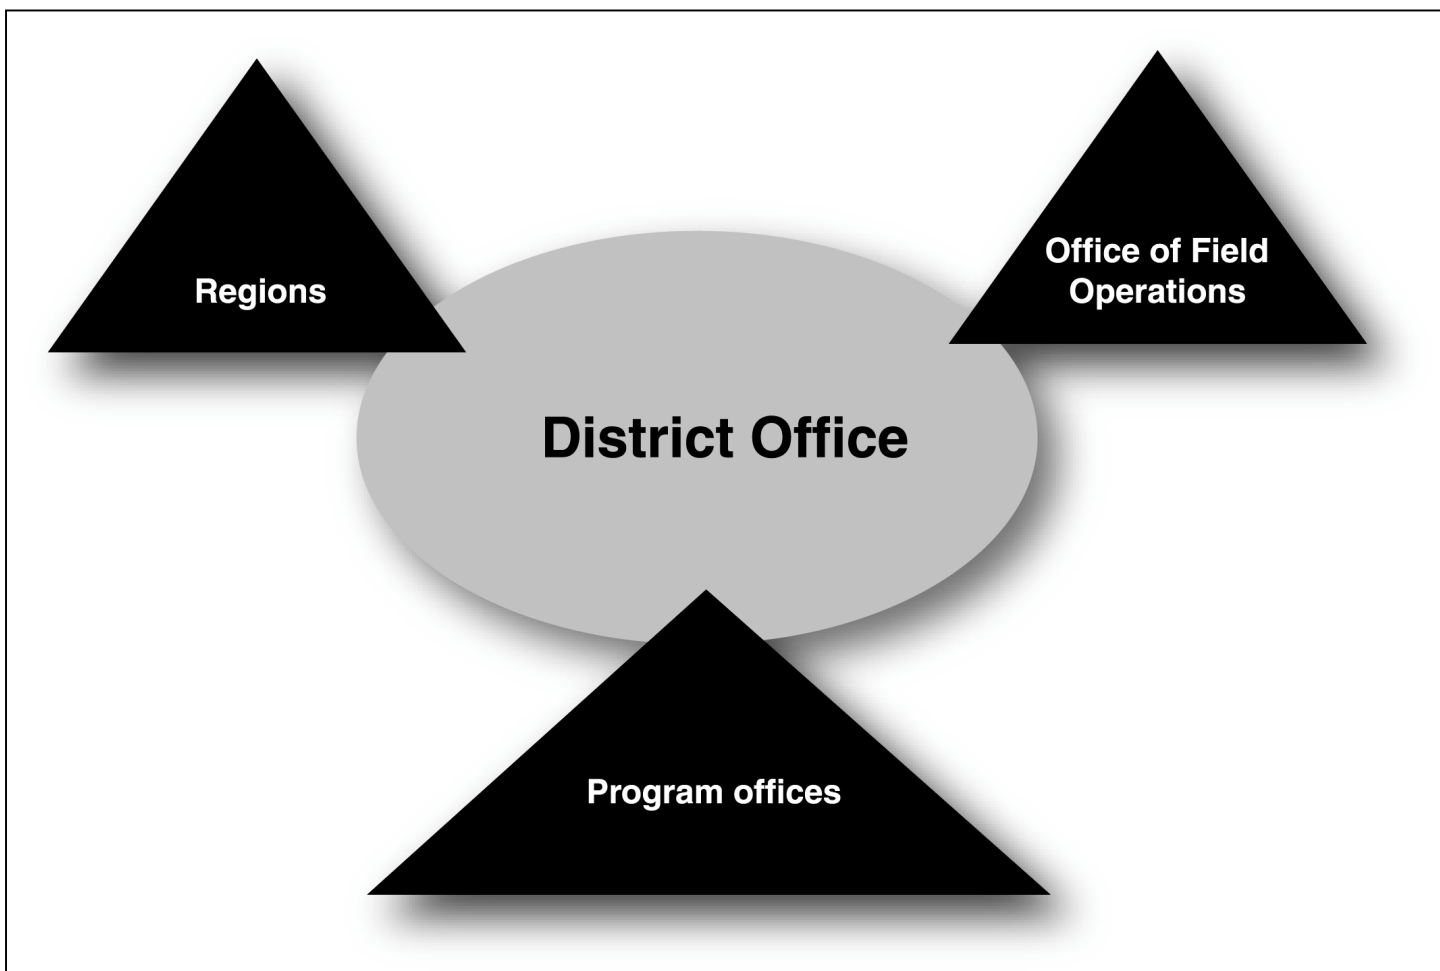 Regions
Office of Field
Operations
District Office
Program offices